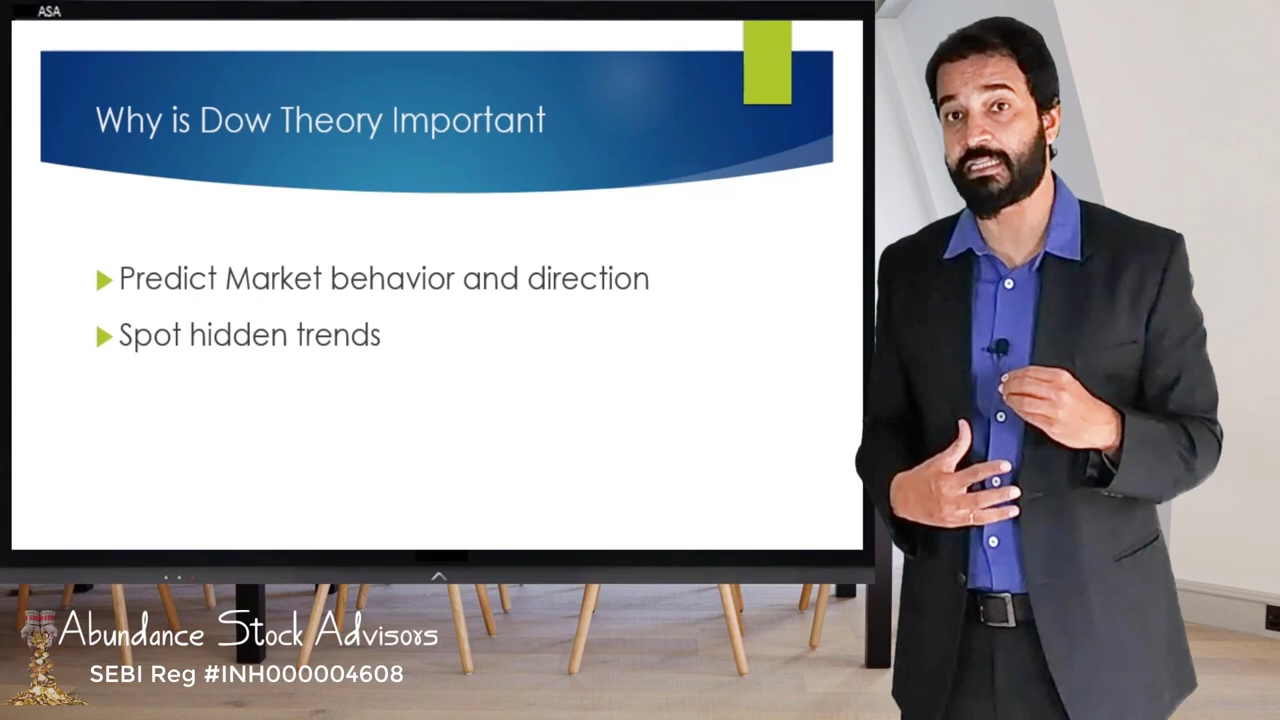 ASA
Why is Dow Theory Important
Predict Market behavior and direction
Spot hidden trends
Abundance Stock Advisors
SEBI Reg #INH000004608